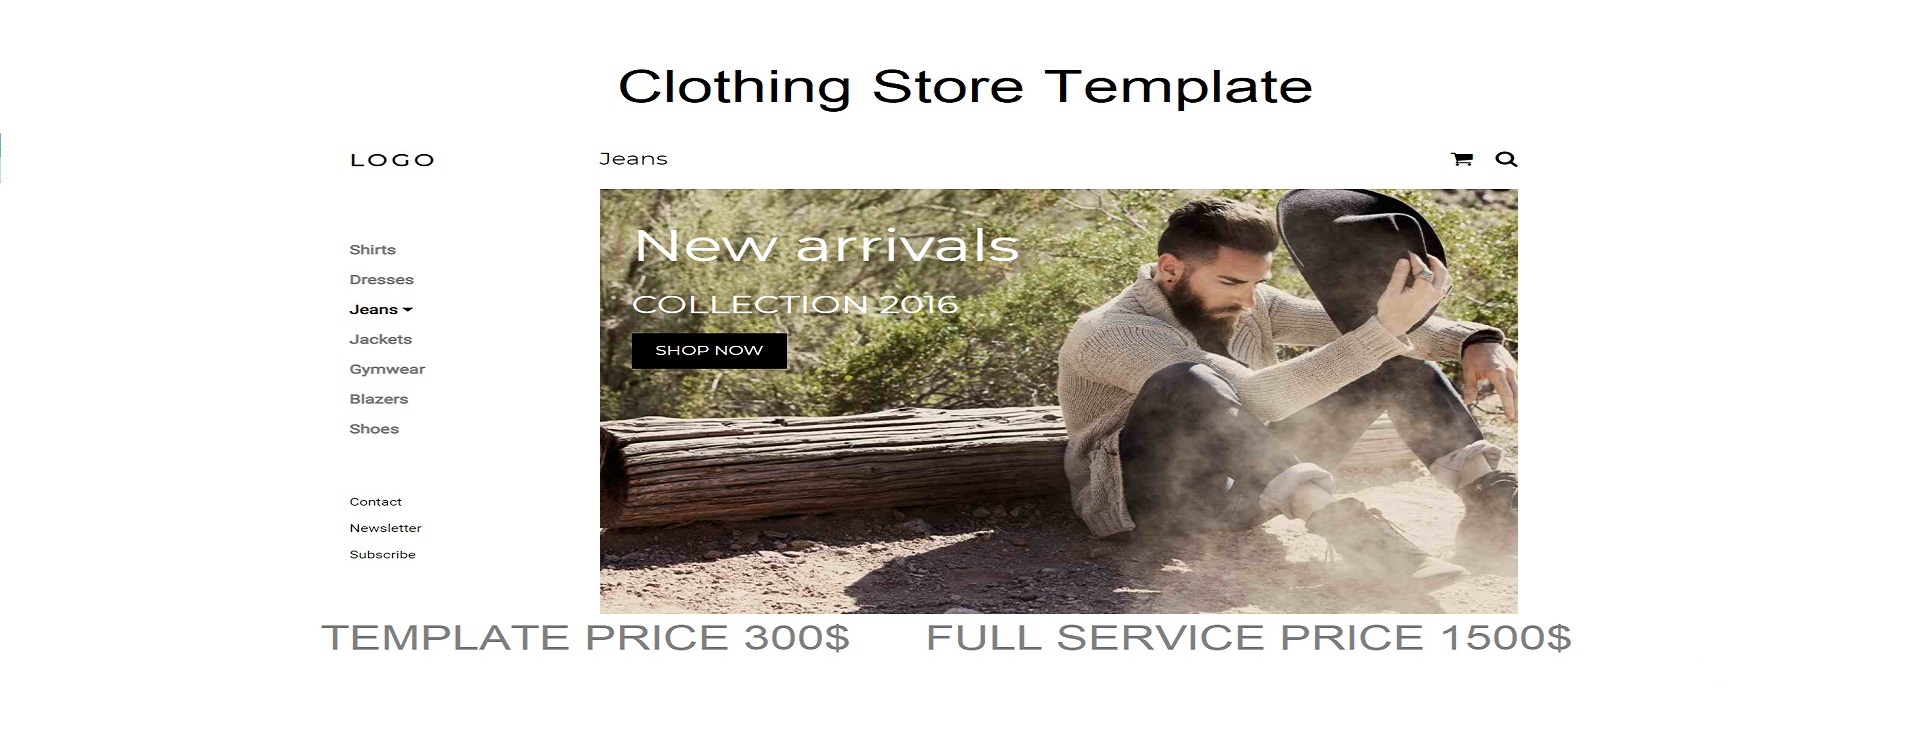 Clothing Store Template
LOGO
Jeans
Shirts
Dresses
Jeans
Jackets
Gymwear
Blazers
Shoes
Contact
Newsletter
Subscribe
New arrivals
COLLECTION 2016
SHOP NOW
TEMPLATE PRICE 300$
FULL SERVICE PRICE 1500$